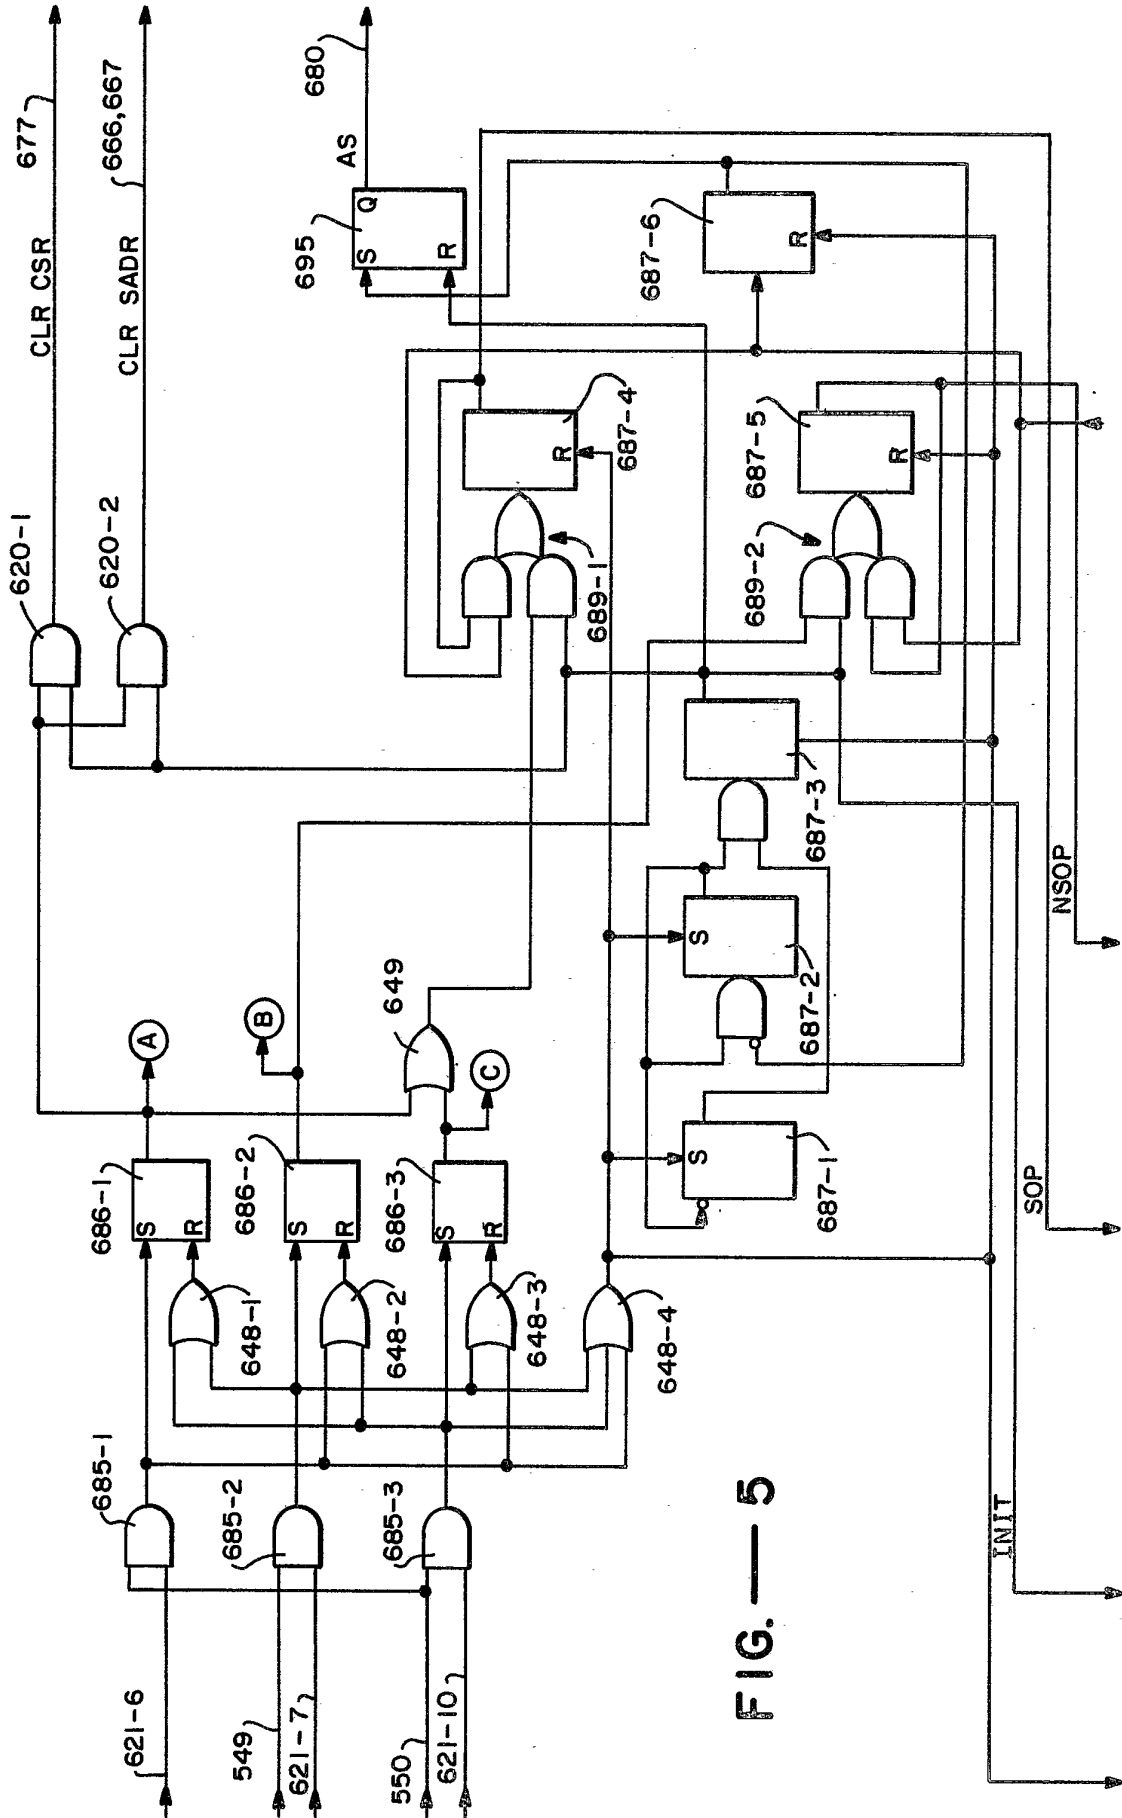 677
CLR CSR
666,667
CLR SADR
680
AS
Q
S
R
695
620-1
620-2
687-6
R
687-4
R
689-1
687-5
R
689-2
687-3
S
687-2
S
687-1
649
A
B
C
686-1
S
R
686-2
S
R
686-3
S
R
648-1
648-2
648-3
648-4
685-1
685-2
685-3
621-6
549
621-7
550
621-10
NSOP
SOP
INIT
FIG. — 5